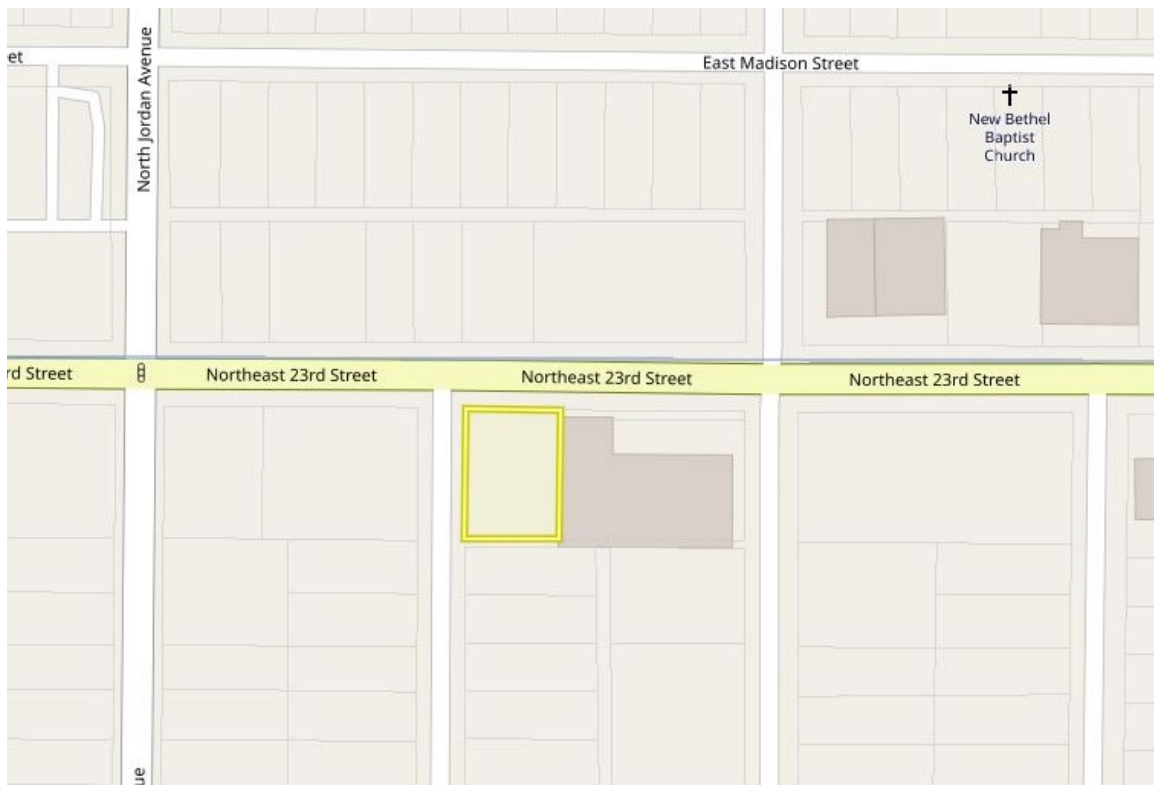 et
North Jordan Avenue
East Madison Street
New Bethel
Baptist
Church
rd Street
Northeast 23rd Street
Northeast 23rd Street
Northeast 23rd Street
ue